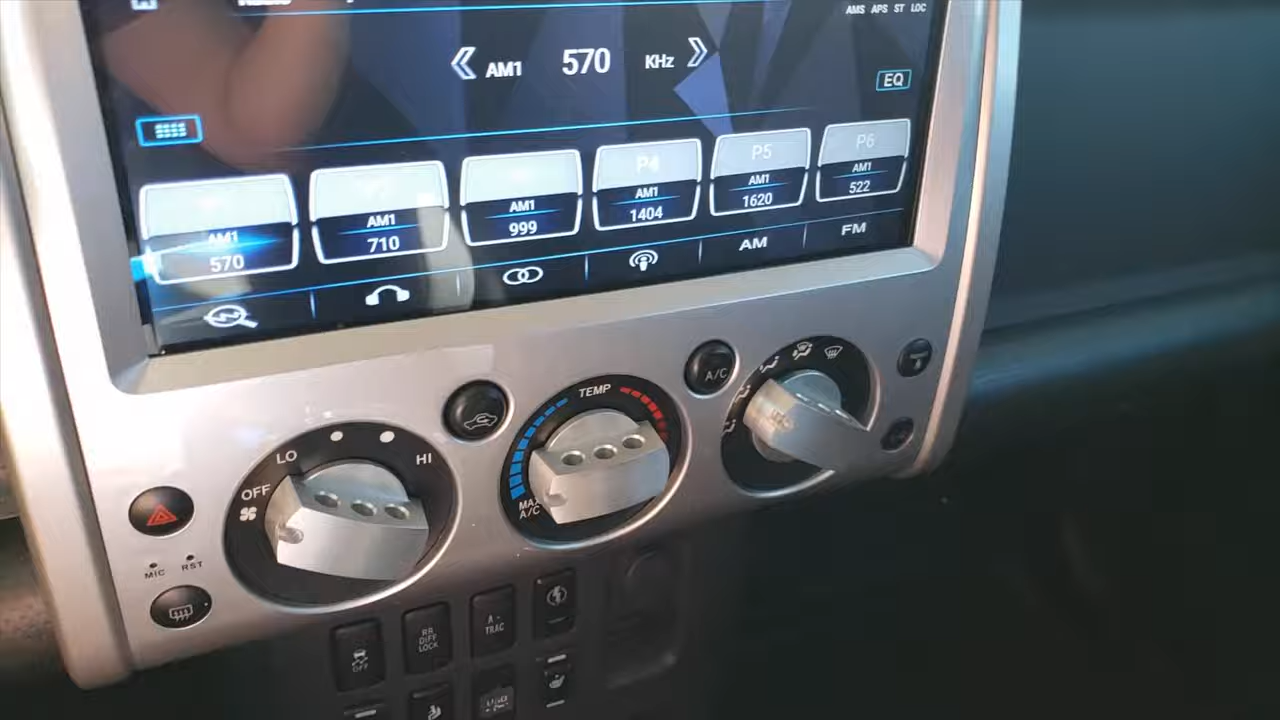 AMS APS ST LOC
AM1 570 KHz
EQ
AM1
570
AM1
710
AM1
999
P4
AM1
1404
P5
AM1
1620
P6
AM1
522
AM
FM
A/C
TEMP
MAX
A/C
LO
HI
OFF
MIC
RST
OFF
RR
DIFF
LOCK
A-
TRAC